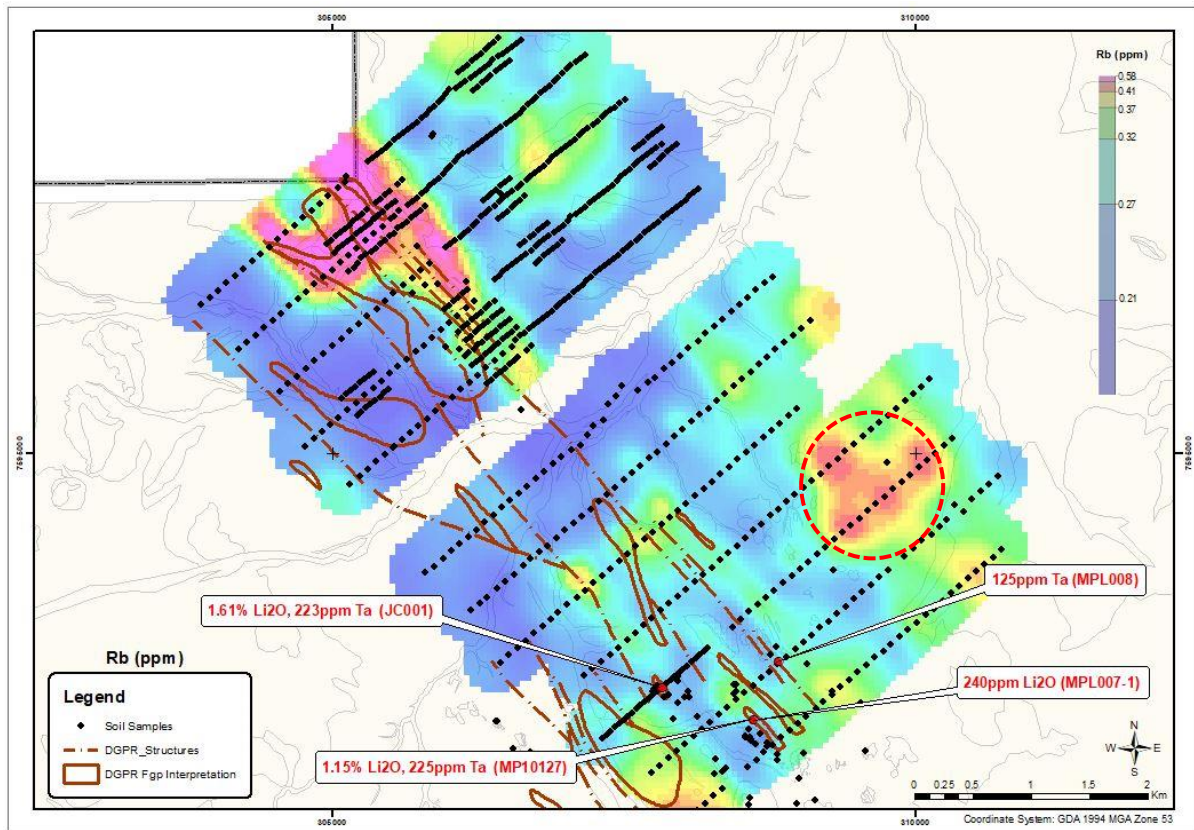 305000
310000
Rb (ppm)
0.58
0.41
0.37
0.32
0.27
0.21
7595000
7595000
125ppm Ta (MPL008)
1.61% Li2O, 223ppm Ta (JC001)
240ppm Li2O (MPL007-1)
1.15% Li2O, 225ppm Ta (MP10127)
Rb (ppm)
Legend
Soil Samples
DGPR_Structures
DGPR Fgp Interpretation
N
W E
S
0 0.25 0.5 1 1.5 2
Km
305000
310000
Coordinate System: GDA 1994 MGA Zone 53